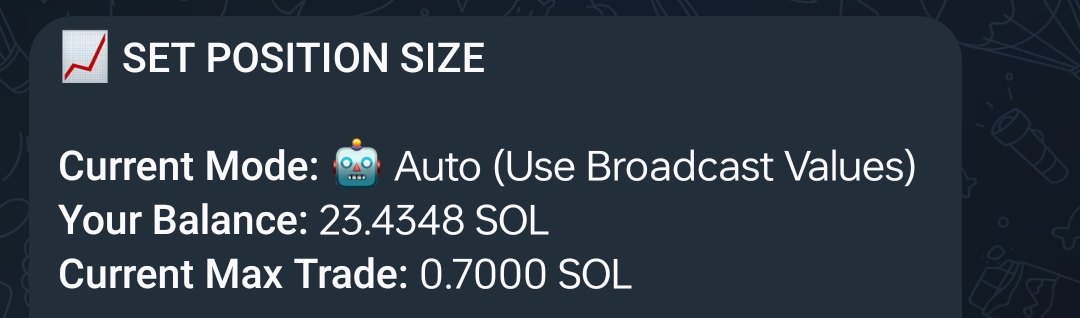 📈 SET POSITION SIZE
Current Mode: 🤖 Auto (Use Broadcast Values)
Your Balance: 23.4348 SOL
Current Max Trade: 0.7000 SOL